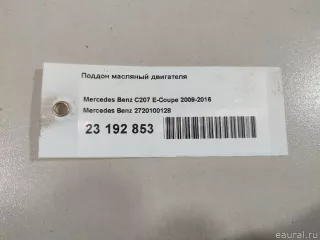 Поддон масляный двигателя
Mercedes Benz C207 E-Coupe 2009-2016
Mercedes Benz 2720100128
23 192 853
eaural.ru